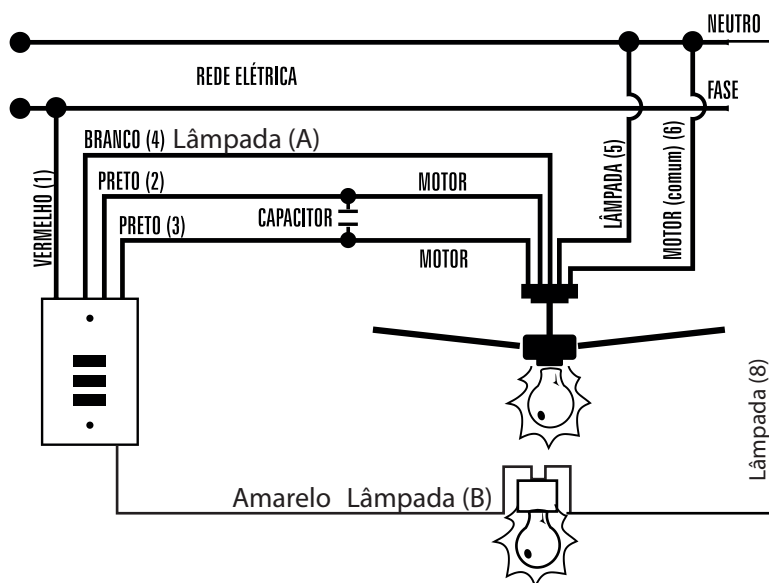 NEUTRO
REDE ELÉTRICA
FASE
BRANCO (4) Lâmpada (A)
PRETO (2)
MOTOR
CAPACITOR
PRETO (3)
MOTOR
VERMELHO (1)
LÂMPADA (5)
MOTOR (comum) (6)
Lâmpada (8)
Amarelo Lâmpada (B)